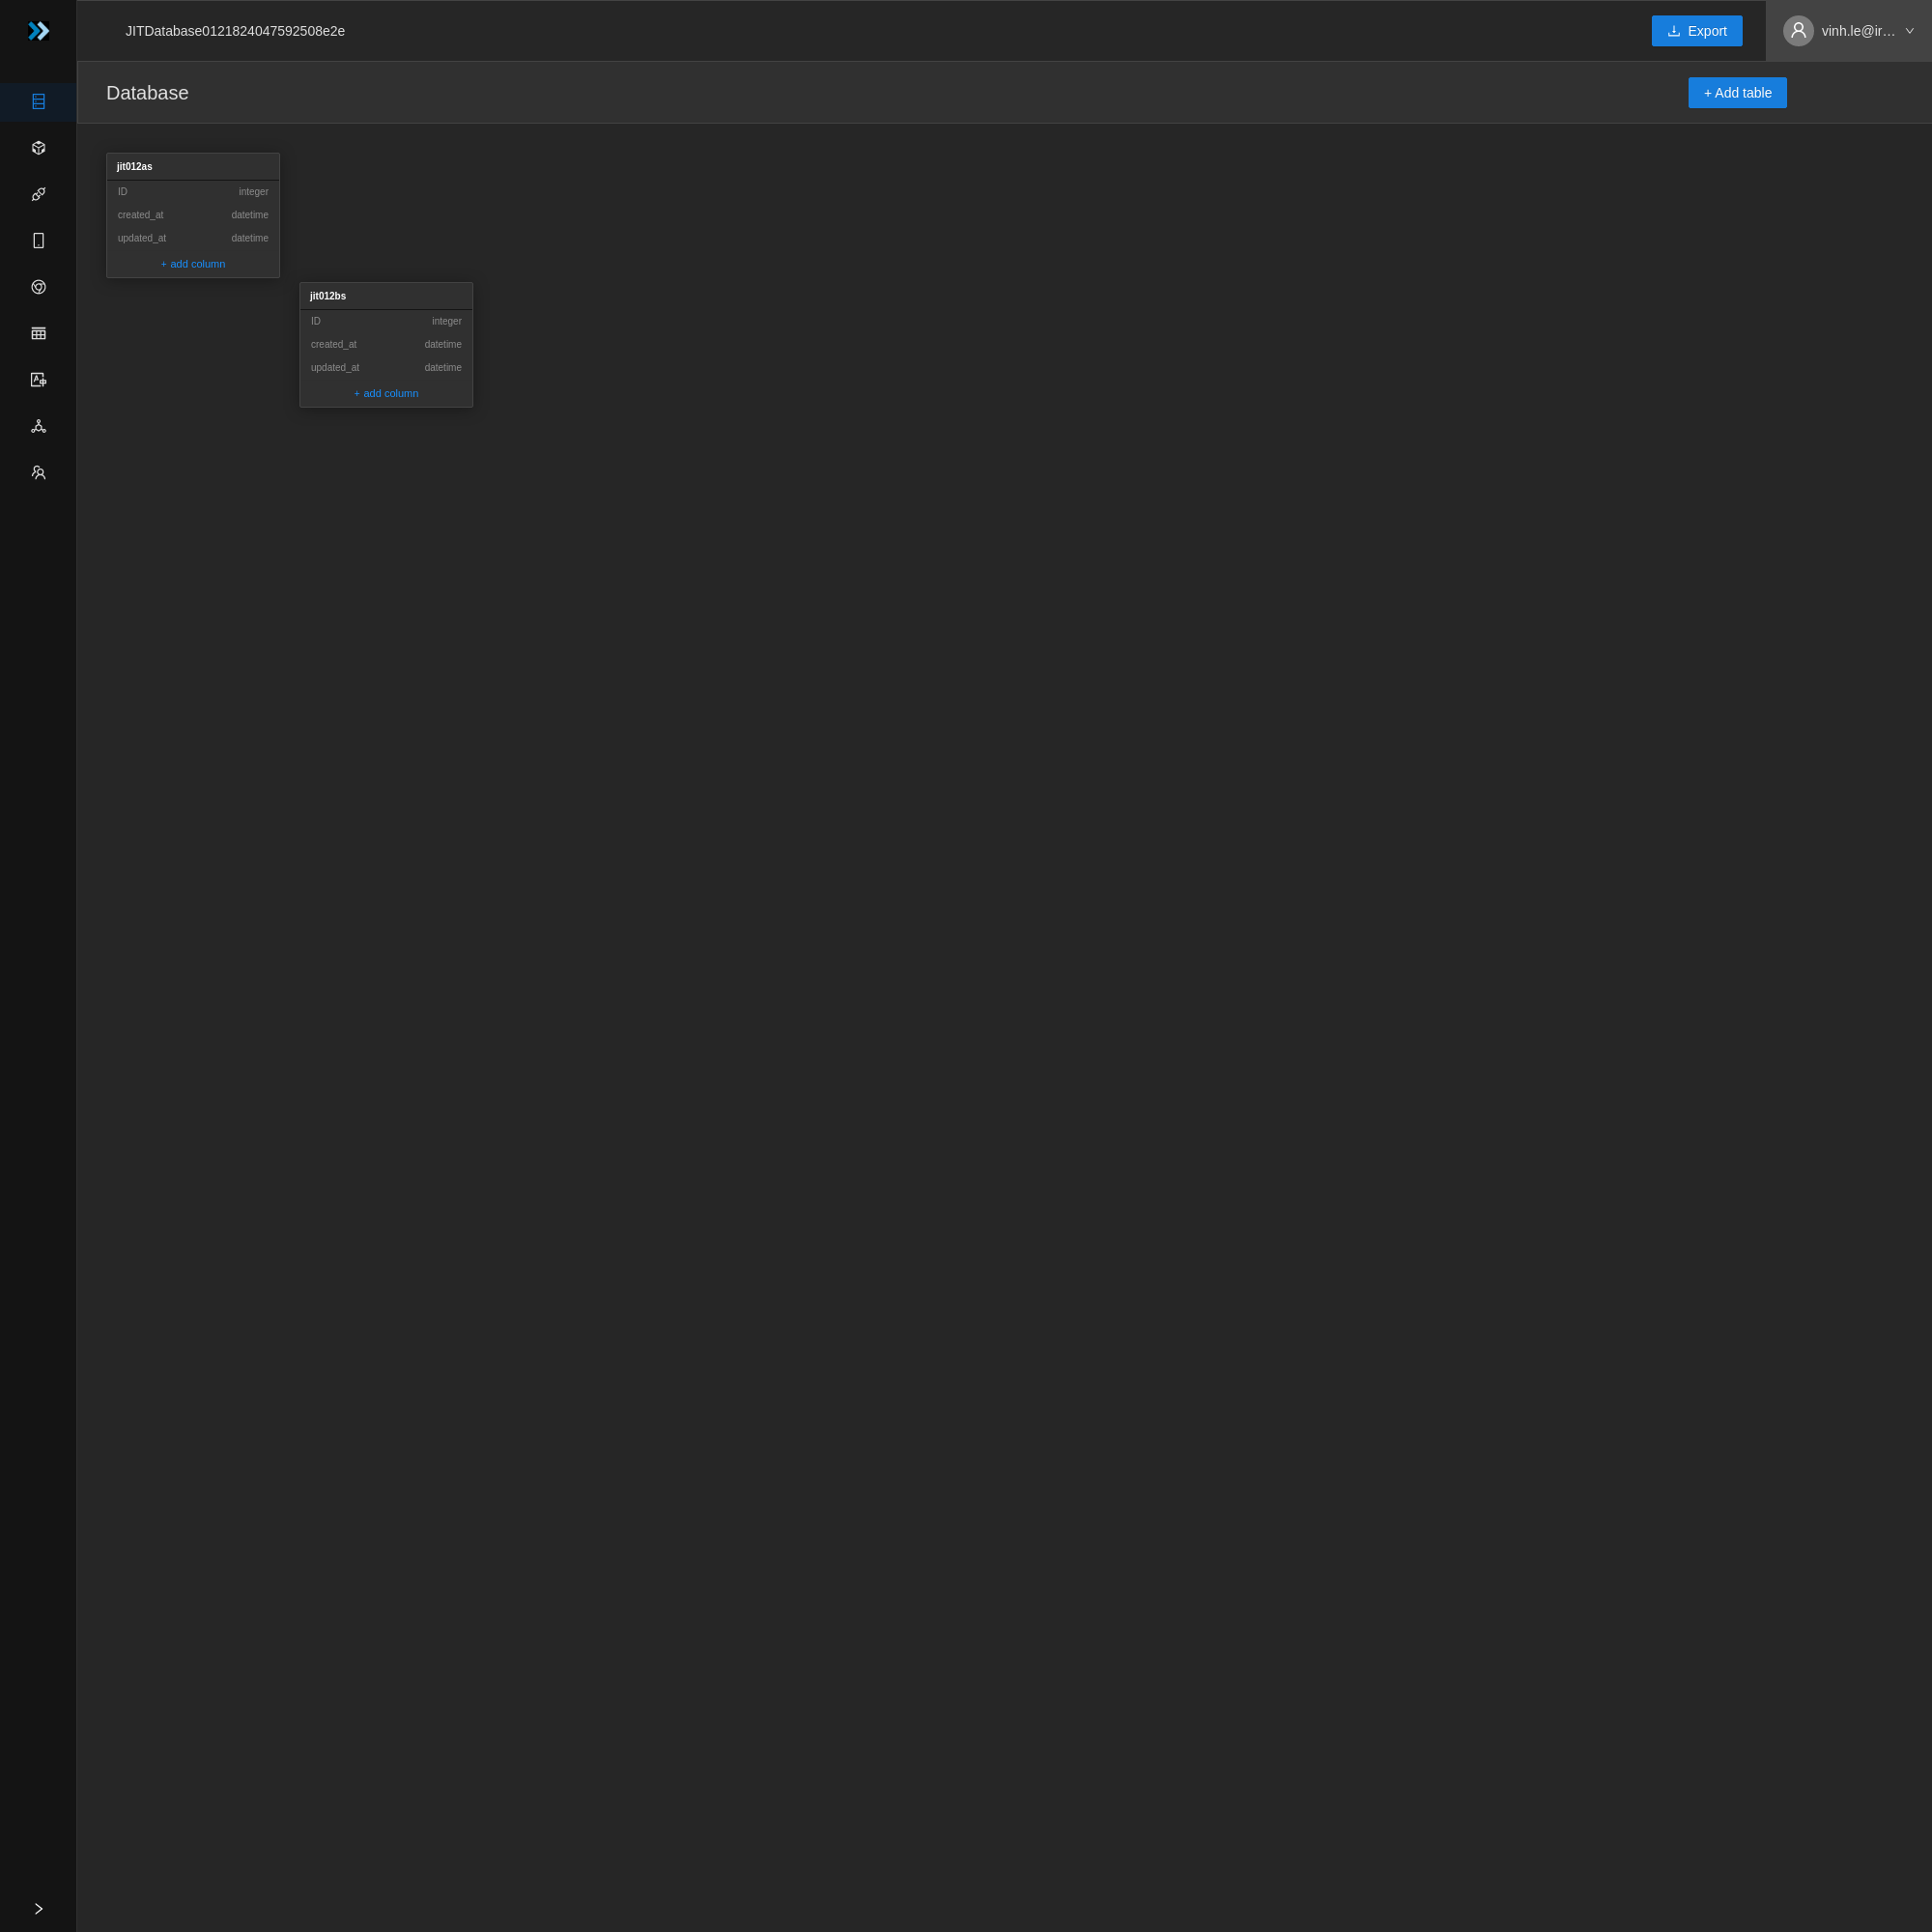 JITDatabase0121824047592508e2e
Export
vinh.le@ir...
Database
+ Add table
jit012as
ID integer
created_at datetime
updated_at datetime
+ add column
jit012bs
ID integer
created_at datetime
updated_at datetime
+ add column